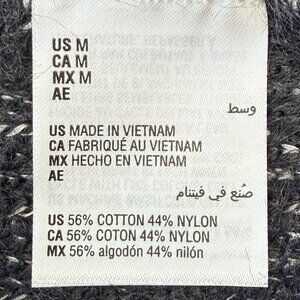 US M
CA M
MX M
AE
وسط
US MADE IN VIETNAM
CA FABRIQUÉ AU VIETNAM
MX HECHO EN VIETNAM
AE
صُنع في فيتنام
US 56% COTTON 44% NYLON
CA 56% COTON 44% NYLON
MX 56% algodón 44% nilón